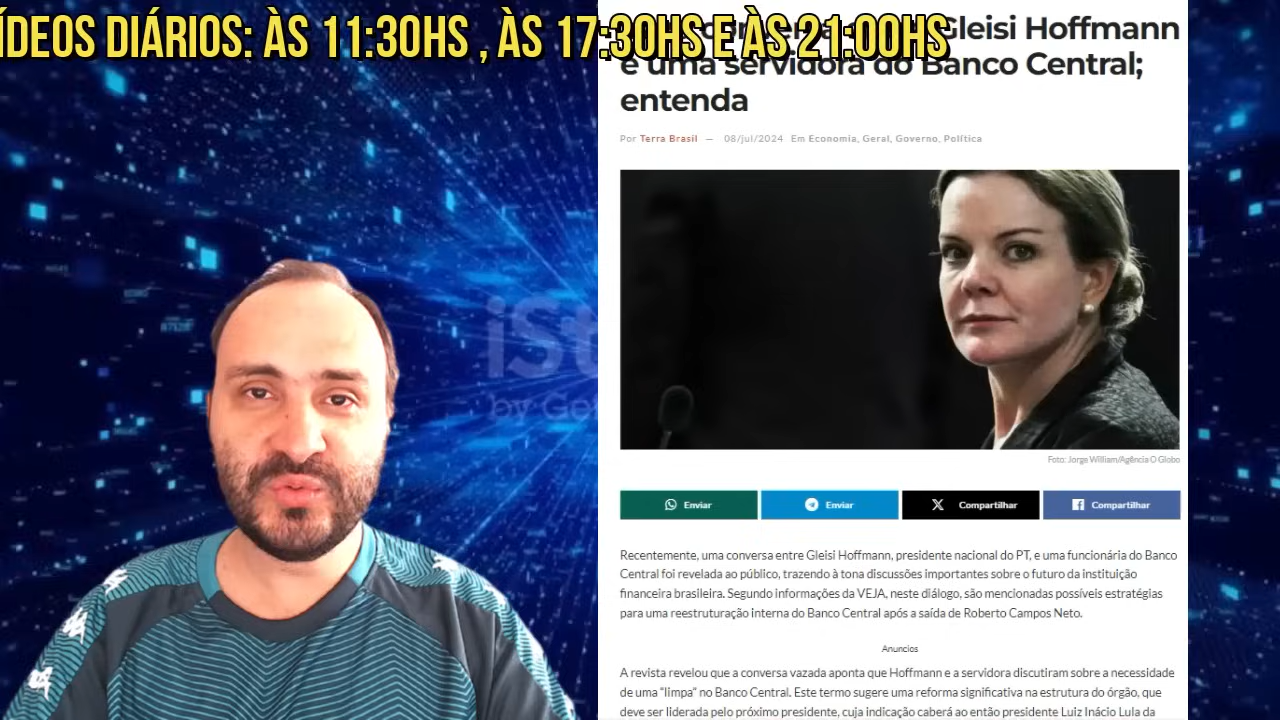 ÍDEOS DIÁRIOS: ÀS 11:30HS , ÀS 17:30HS E ÀS 21:00HS
Gleisi Hoffmann
e uma servidora do Banco Central;
entenda
Por Terra Brasil — 08/jul/2024 Em Economia, Geral, Governo, Política
iSt
by Ge
Foto: Jorge William/Agência O Globo
Enviar
Enviar
Compartilhar
Compartilhar
Recentemente, uma conversa entre Gleisi Hoffmann, presidente nacional do PT, e uma funcionária do Banco
Central foi revelada ao público, trazendo à tona discussões importantes sobre o futuro da instituição
financeira brasileira. Segundo informações da VEJA, neste diálogo, são mencionadas possíveis estratégias
para uma reestruturação interna do Banco Central após a saída de Roberto Campos Neto.
Anuncios
A revista revelou que a conversa vazada aponta que Hoffmann e a servidora discutiram sobre a necessidade
de uma "limpa" no Banco Central. Este termo sugere uma reforma significativa na estrutura do órgão, que
deve ser liderada pelo próximo presidente, cuja indicação caberá ao então presidente Luiz Inácio Lula da